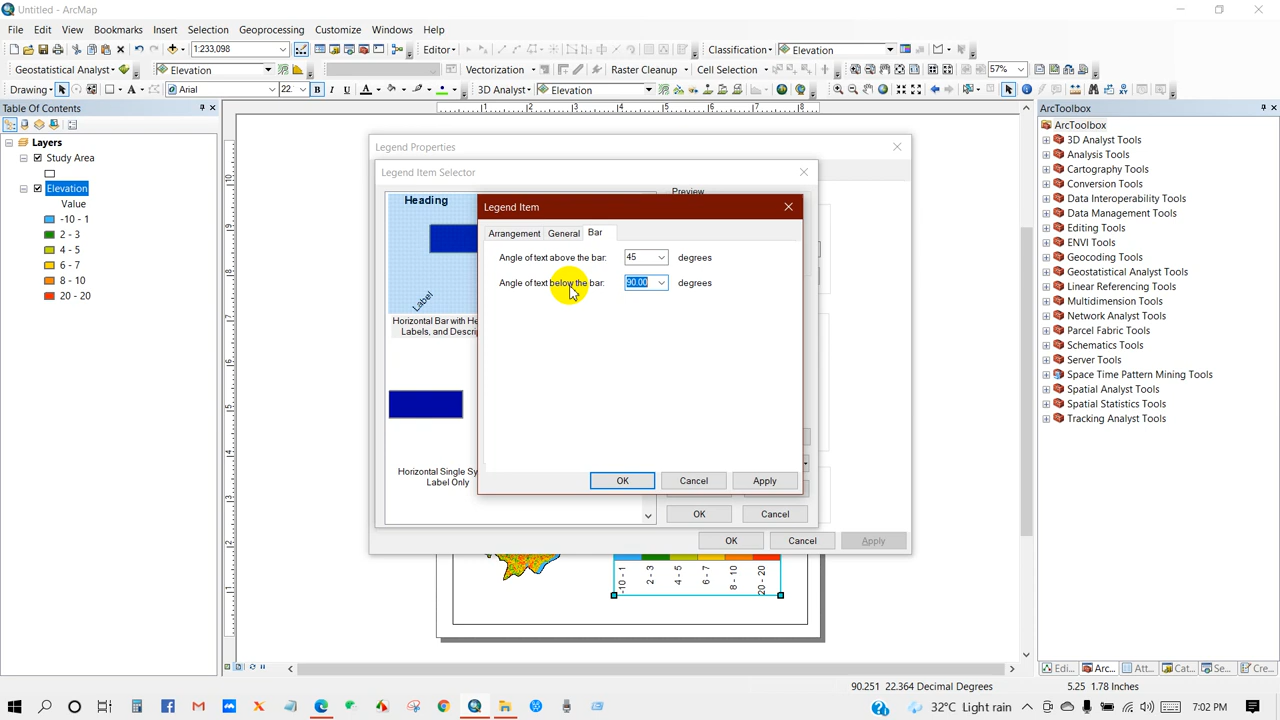 Untitled - ArcMap
File Edit View Bookmarks Insert Selection Geoprocessing Customize Windows Help
1:233,098 Editor Classification Elevation
Geostatistical Analyst Elevation Vectorization Raster Cleanup Cell Selection 57%
Drawing Arial 22 B I U A 3D Analyst Elevation
Table Of Contents
Layers
Study Area
Elevation
Value
-10 - 1
2 - 3
4 - 5
6 - 7
8 - 10
20 - 20
Legend Properties
Legend Item Selector
Preview
Heading
Label
Horizontal Bar with He
Labels, and Descrip
Horizontal Single Sy
Label Only
OK Cancel
OK Cancel Apply
Legend Item
Arrangement General Bar
Angle of text above the bar: 45 degrees
Angle of text below the bar: 90.00 degrees
OK Cancel Apply
-10 - 1
2 - 3
4 - 5
6 - 7
8 - 10
20 - 20
ArcToolbox
ArcToolbox
3D Analyst Tools
Analysis Tools
Cartography Tools
Conversion Tools
Data Interoperability Tools
Data Management Tools
Editing Tools
ENVI Tools
Geocoding Tools
Geostatistical Analyst Tools
Linear Referencing Tools
Multidimension Tools
Network Analyst Tools
Parcel Fabric Tools
Schematics Tools
Server Tools
Space Time Pattern Mining Tools
Spatial Analyst Tools
Spatial Statistics Tools
Tracking Analyst Tools
Edi... Arc... Att... Cat... Se... Cre...
90.251 22.364 Decimal Degrees 5.25 1.78 Inches
32°C Light rain 7:02 PM